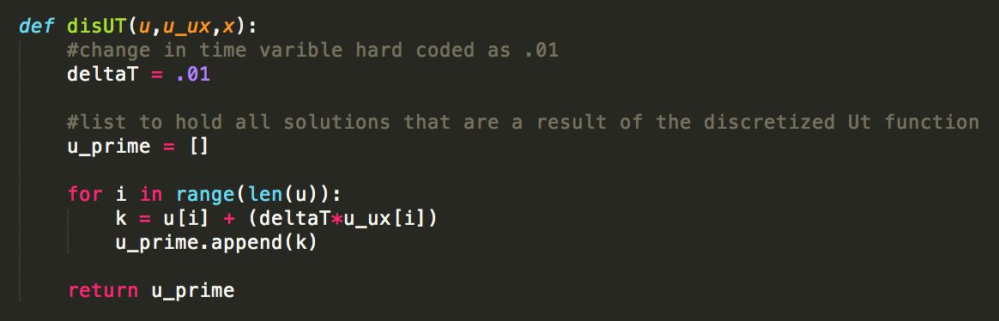 def disUT(u,u_ux,x):
    #change in time varible hard coded as .01
    deltaT = .01
    #list to hold all solutions that are a result of the discretized Ut function
    u_prime = []
    for i in range(len(u)):
        k = u[i] + (deltaT*u_ux[i])
        u_prime.append(k)
    return u_prime